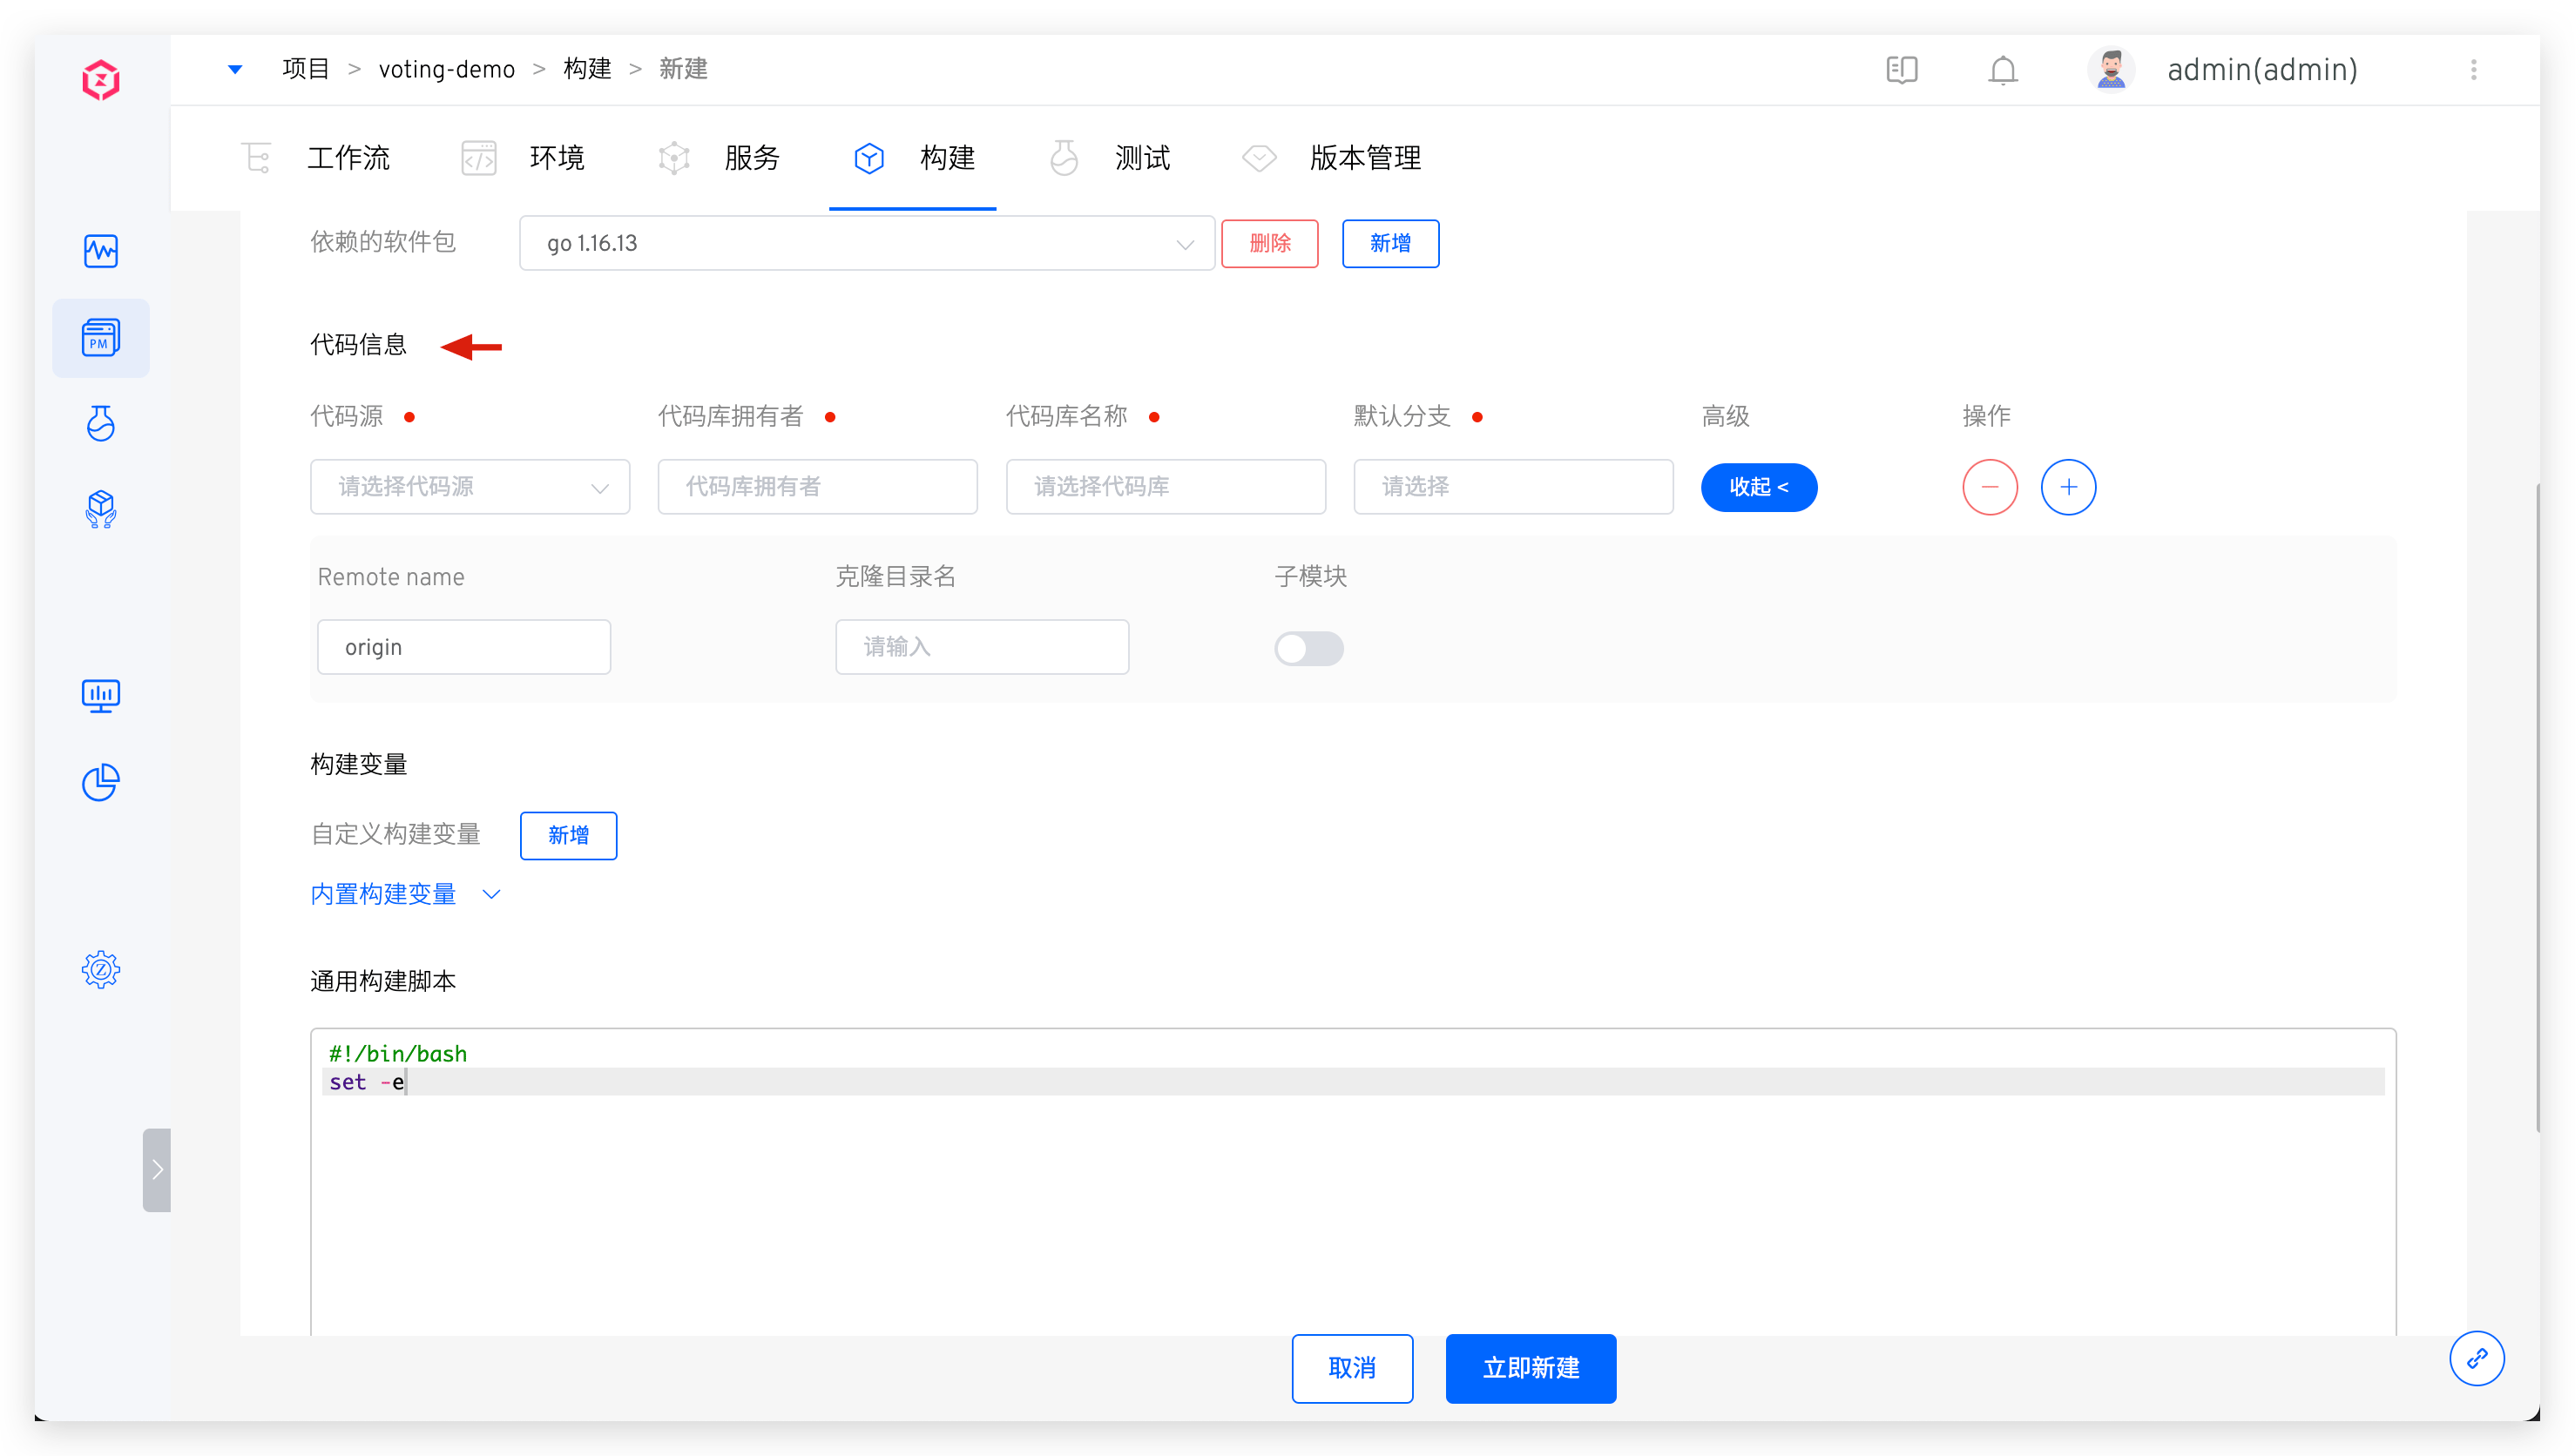 项目 > voting-demo > 构建 > 新建
admin(admin)
工作流 环境 服务 构建 测试 版本管理
依赖的软件包 go 1.16.13 删除 新增
PM
代码信息
代码源 代码库拥有者 代码库名称 默认分支 高级 操作
请选择代码源 代码库拥有者 请选择代码库 请选择 收起 <
Remote name 克隆目录名 子模块
origin 请输入
构建变量
自定义构建变量 新增
内置构建变量
通用构建脚本
#!/bin/bash
set -e
取消 立即新建